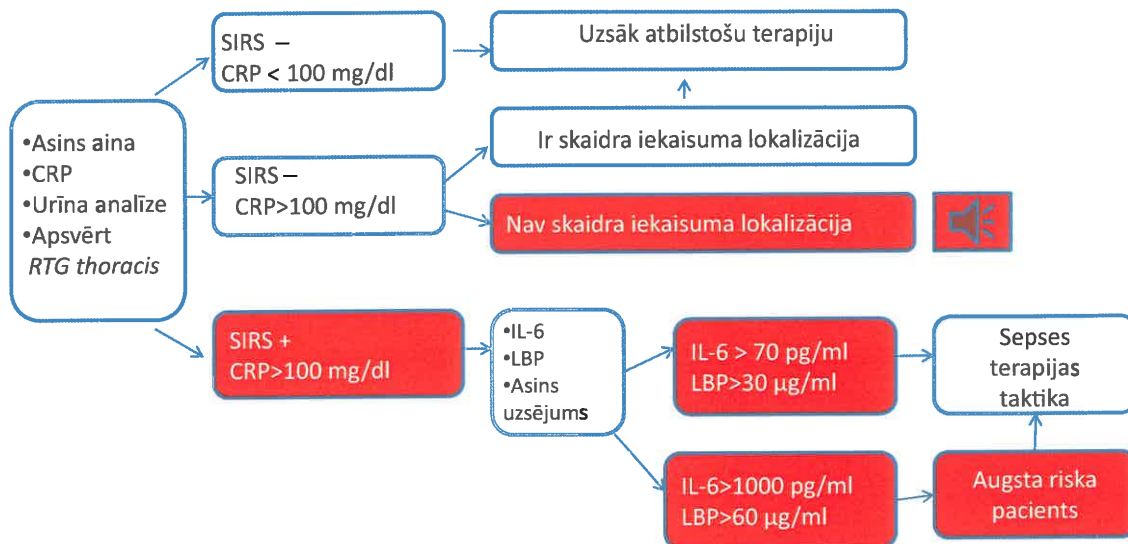 •Asins aina
•CRP
•Urīna analīze
•Apsvērt
RTG thoracis
SIRS –
CRP < 100 mg/dl
Uzsāk atbilstošu terapiju
SIRS –
CRP>100 mg/dl
Ir skaidra iekaisuma lokalizācija
Nav skaidra iekaisuma lokalizācija
SIRS +
CRP>100 mg/dl
•IL-6
•LBP
•Asins
uzsējums
IL-6 > 70 pg/ml
LBP>30 µg/ml
Sepses
terapijas
taktika
IL-6>1000 pg/ml
LBP>60 µg/ml
Augsta riska
pacients